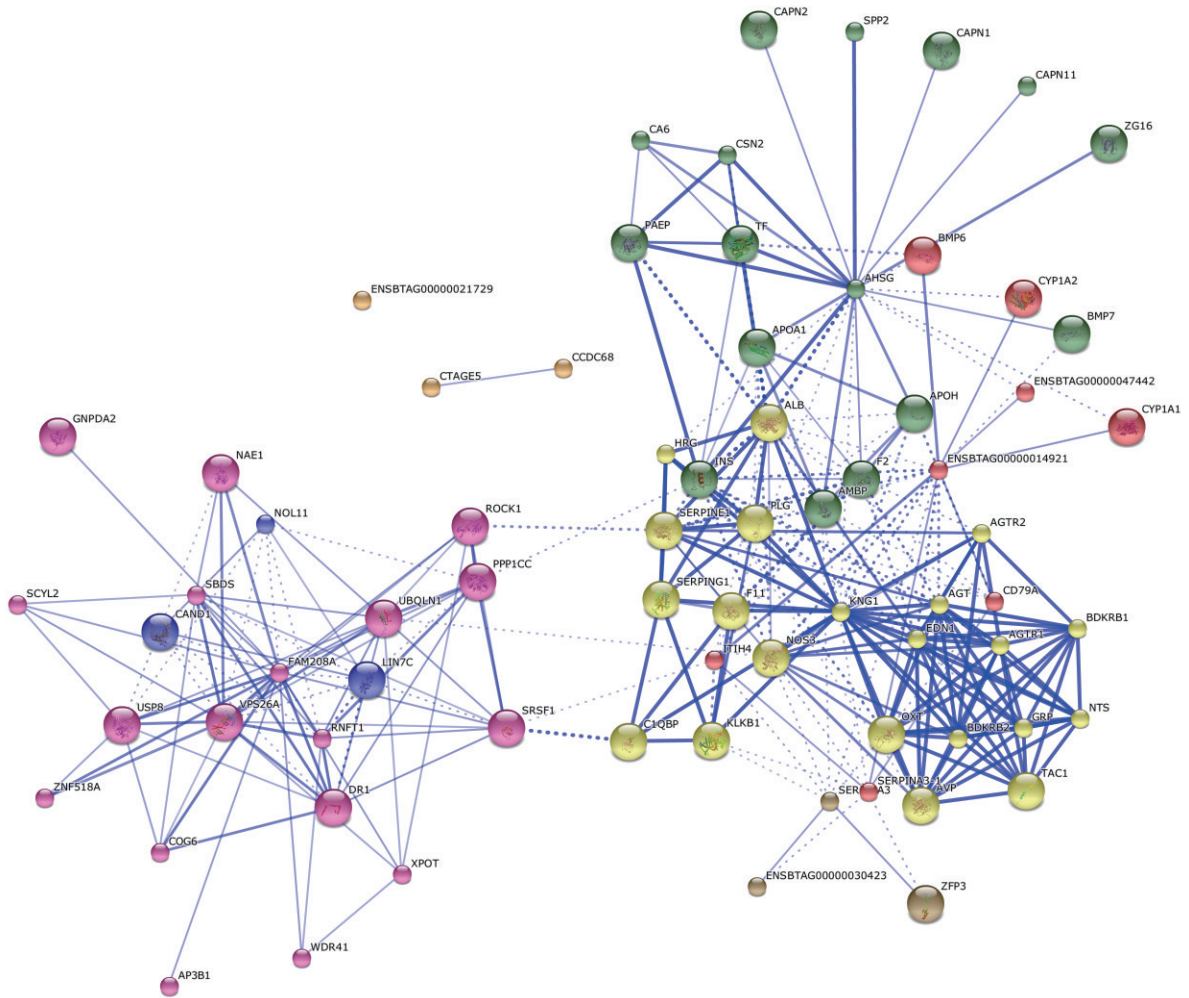 CAPN2
SPP2
CAPN1
CAPN11
CA6
CSN2
ZG16
PAEP
TF
BMP6
AHSG
CYP1A2
ENSBTAG00000021729
BMP7
APOA1
CCDC68
CTAGE5
ENSBTAG00000047442
APOH
ALB
CYP1A1
GNPDA2
HRG
INS
F2
ENSBTAG00000014921
NAE1
AMBP
PLG
SERPINE1
ROCK1
NOL11
AGTR2
PPP1CC
SBDS
SERPING1
F11
KNG1
AGT
CD79A
SCYL2
CAND1
UBQLN1
BDKRB1
EDN1
AGTR1
NOS3
ITIH4
FAM208A
LIN7C
USP8
VPS26A
RNFT1
SRSF1
C1QBP
KLKB1
OXT
BDKRB2
GRP
NTS
ZNF518A
DR1
SERPINA3-1
AVP
TAC1
COG6
XPOT
ENSBTAG00000030423
ZFP3
WDR41
AP3B1